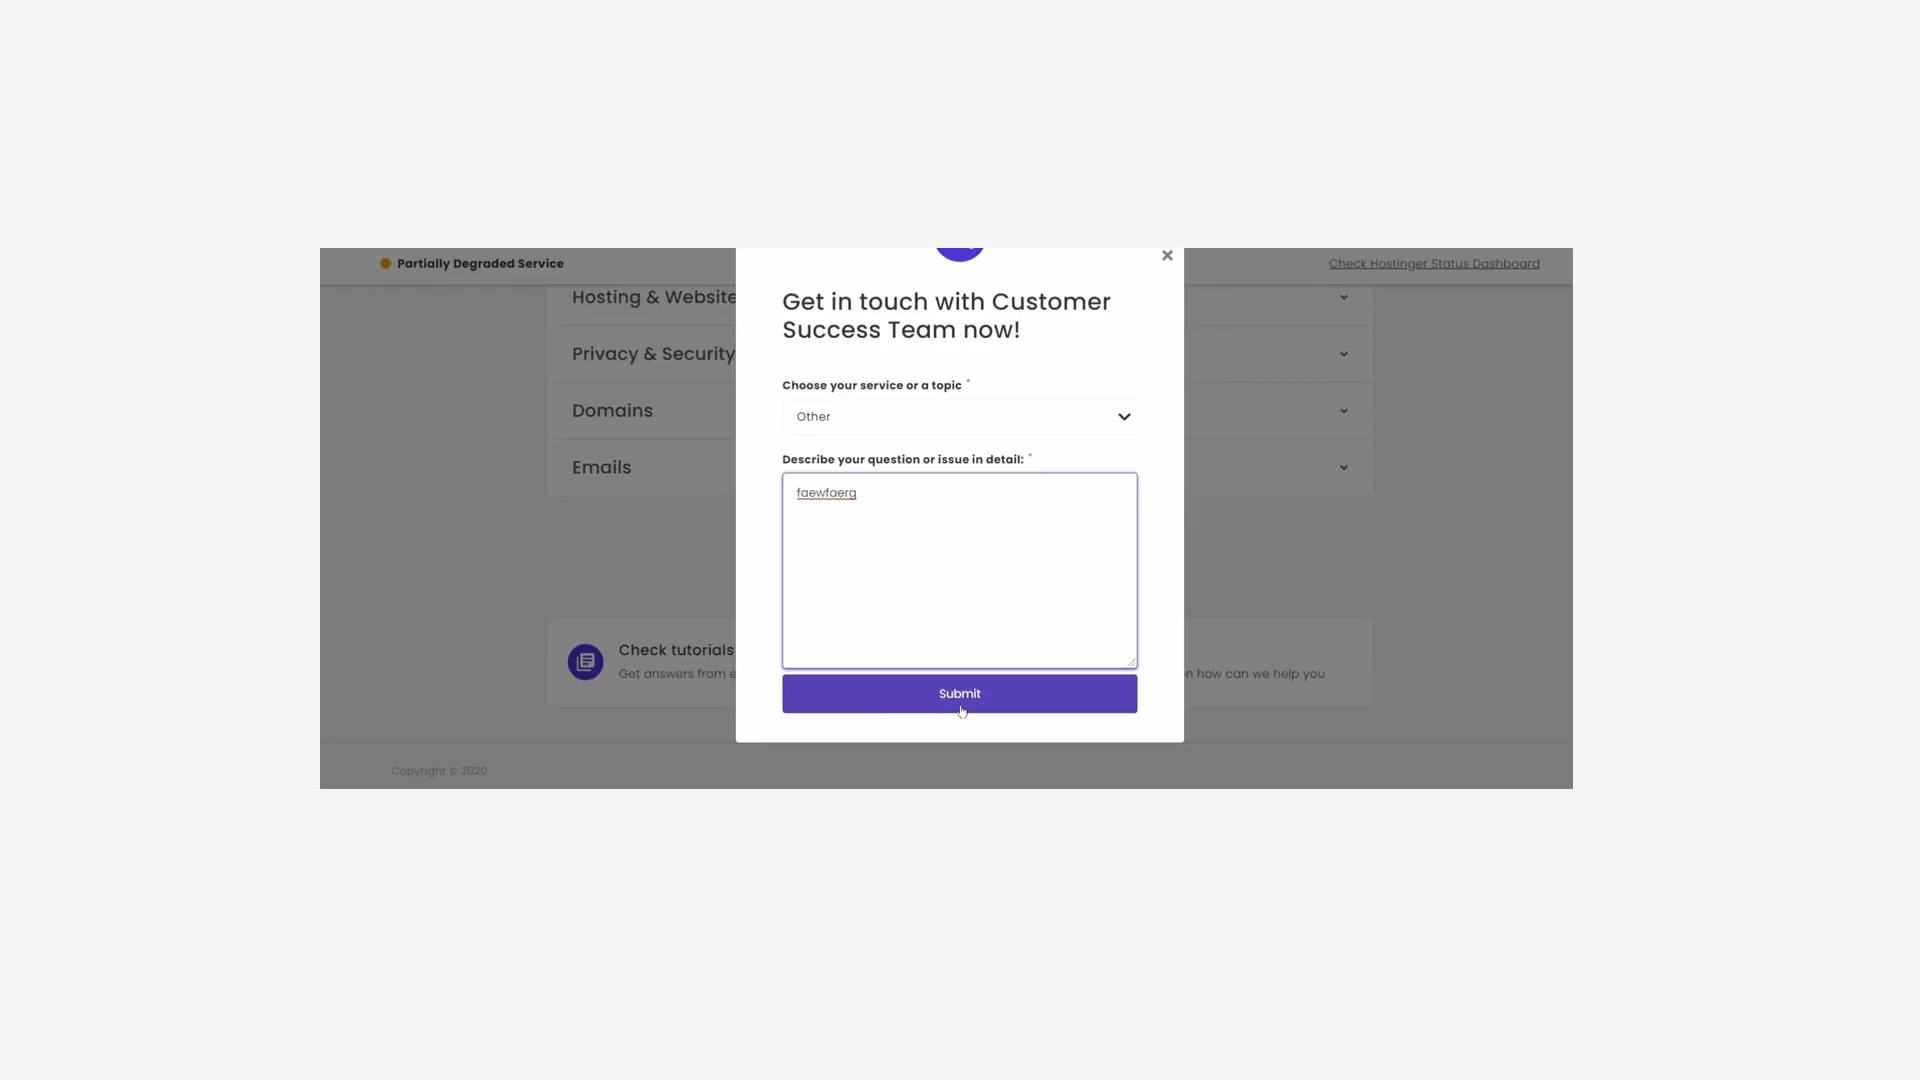 Partially Degraded Service
Check Hostinger Status Dashboard
Hosting & Website
Privacy & Security
Domains
Emails
Get in touch with Customer
Success Team now!
Choose your service or a topic *
Other
Describe your question or issue in detail: *
faewfaerg
Submit
Check tutorials
Get answers from e
n how can we help you
Copyright © 2020